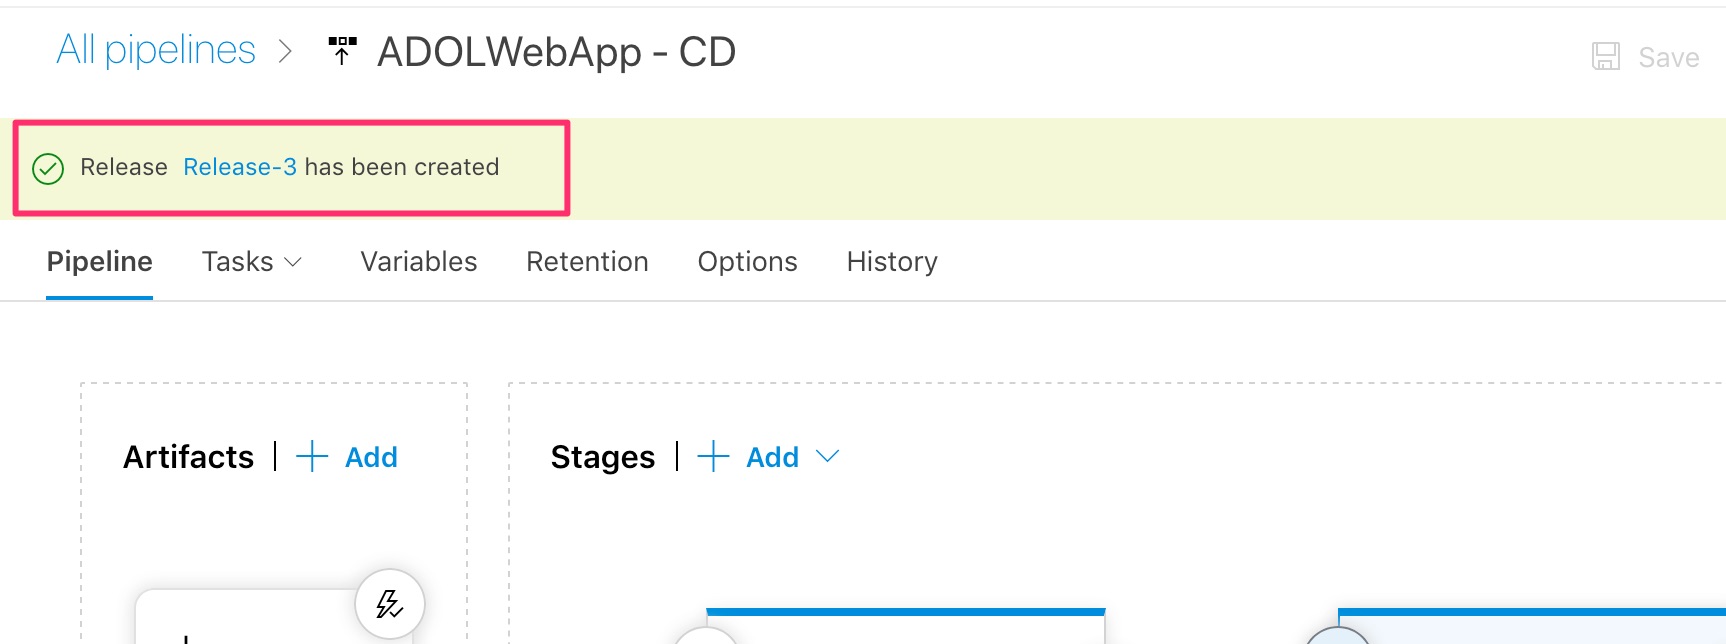 All pipelines > ADOLWebApp - CD
Save
Release Release-3 has been created
Pipeline Tasks Variables Retention Options History
Artifacts | + Add
Stages | + Add